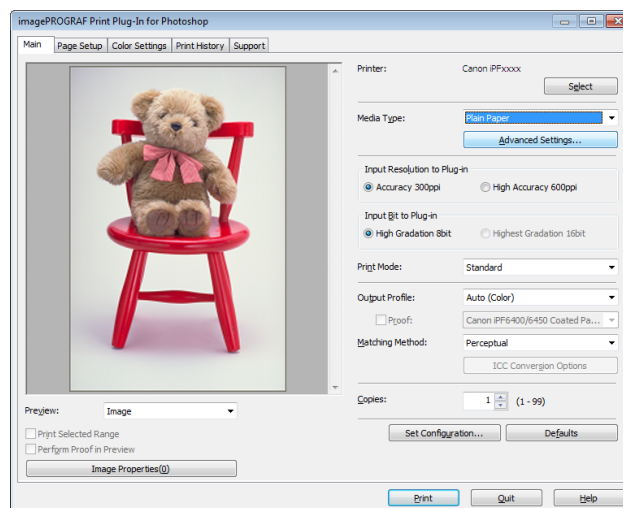 imagePROGRAF Print Plug-In for Photoshop
Main Page Setup Color Settings Print History Support
Printer: Canon iPFxxxx
Select
Media Type: Plain Paper
Advanced Settings...
Input Resolution to Plug-in
Accuracy 300ppi High Accuracy 600ppi
Input Bit to Plug-in
High Gradation 8bit Highest Gradation 16bit
Print Mode: Standard
Output Profile: Auto (Color)
Proof: Canon iPF6400/6450 Coated Pa...
Matching Method: Perceptual
ICC Conversion Options
Copies: 1 (1 - 99)
Preview: Image
Print Selected Range
Perform Proof in Preview
Image Properties(0)
Set Configuration... Defaults
Print Quit Help